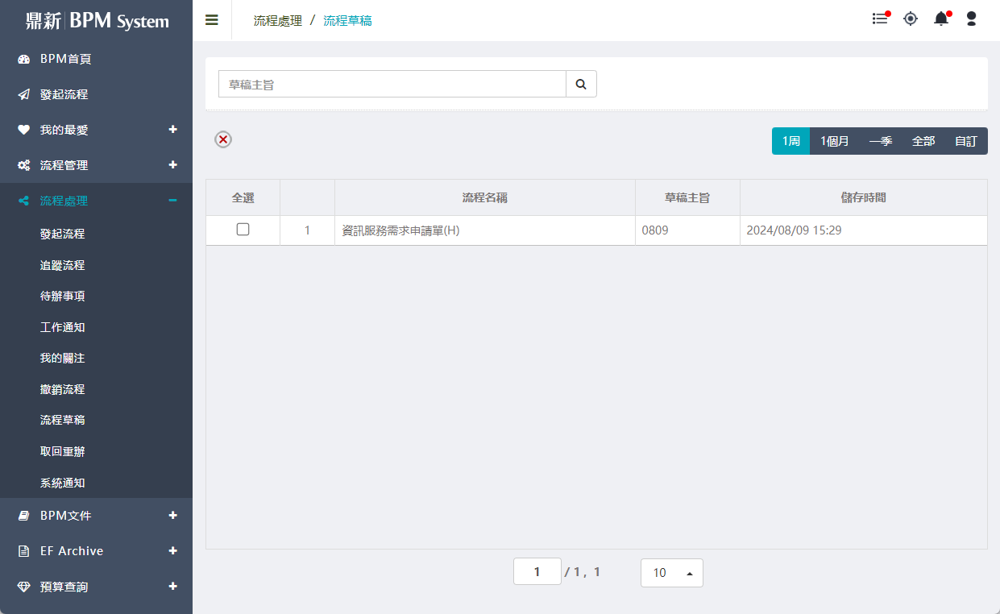 鼎新 BPM System
流程處理 / 流程草稿
BPM首頁
發起流程
我的最愛
流程管理
流程處理
發起流程
追蹤流程
待辦事項
工作通知
我的關注
撤銷流程
流程草稿
取回重辦
系統通知
BPM文件
EF Archive
預算查詢
草稿主旨
1周 1個月 一季 全部 自訂
全選 流程名稱 草稿主旨 儲存時間
1 資訊服務需求申請單(H) 0809 2024/08/09 15:29
1 / 1 , 1 10